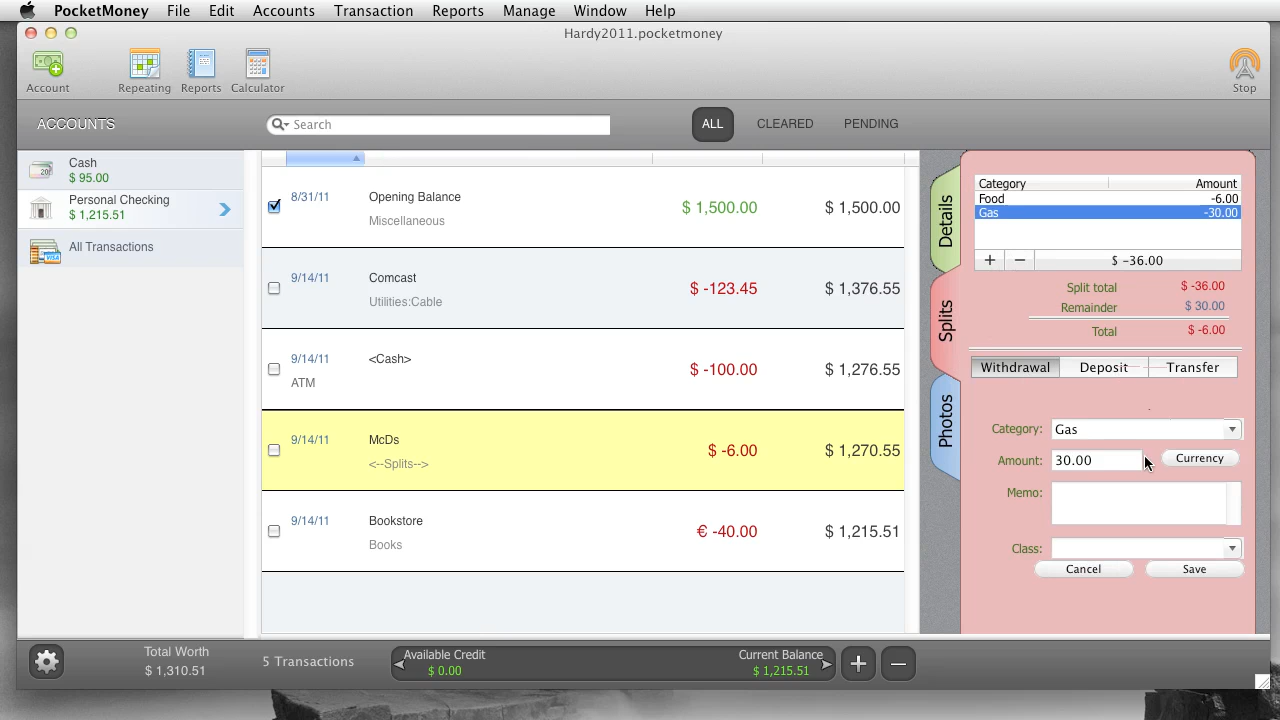 PocketMoney File Edit Accounts Transaction Reports Manage Window Help
Hardy2011.pocketmoney
Account Repeating Reports Calculator Stop
ACCOUNTS
Search
ALL CLEARED PENDING
Cash
$ 95.00
Personal Checking
$ 1,215.51
All Transactions
8/31/11 Opening Balance $ 1,500.00 $ 1,500.00
Miscellaneous
9/14/11 Comcast $ -123.45 $ 1,376.55
Utilities:Cable
9/14/11 <Cash> $ -100.00 $ 1,276.55
ATM
9/14/11 McDs $ -6.00 $ 1,270.55
<--Splits-->
9/14/11 Bookstore € -40.00 $ 1,215.51
Books
Details
Splits
Photos
Category Amount
Food -6.00
Gas -30.00
+ − $ -36.00
Split total $ -36.00
Remainder $ 30.00
Total $ -6.00
Withdrawal Deposit Transfer
Category: Gas
Amount: 30.00 Currency
Memo:
Class:
Cancel Save
Total Worth
$ 1,310.51
5 Transactions
Available Credit
$ 0.00
Current Balance
$ 1,215.51